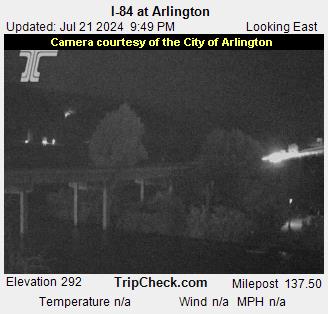 I-84 at Arlington
Updated: Jul 21 2024 9:49 PM Looking East
Camera courtesy of the City of Arlington
Elevation 292 TripCheck.com Milepost 137.50
Temperature n/a Wind n/a MPH n/a